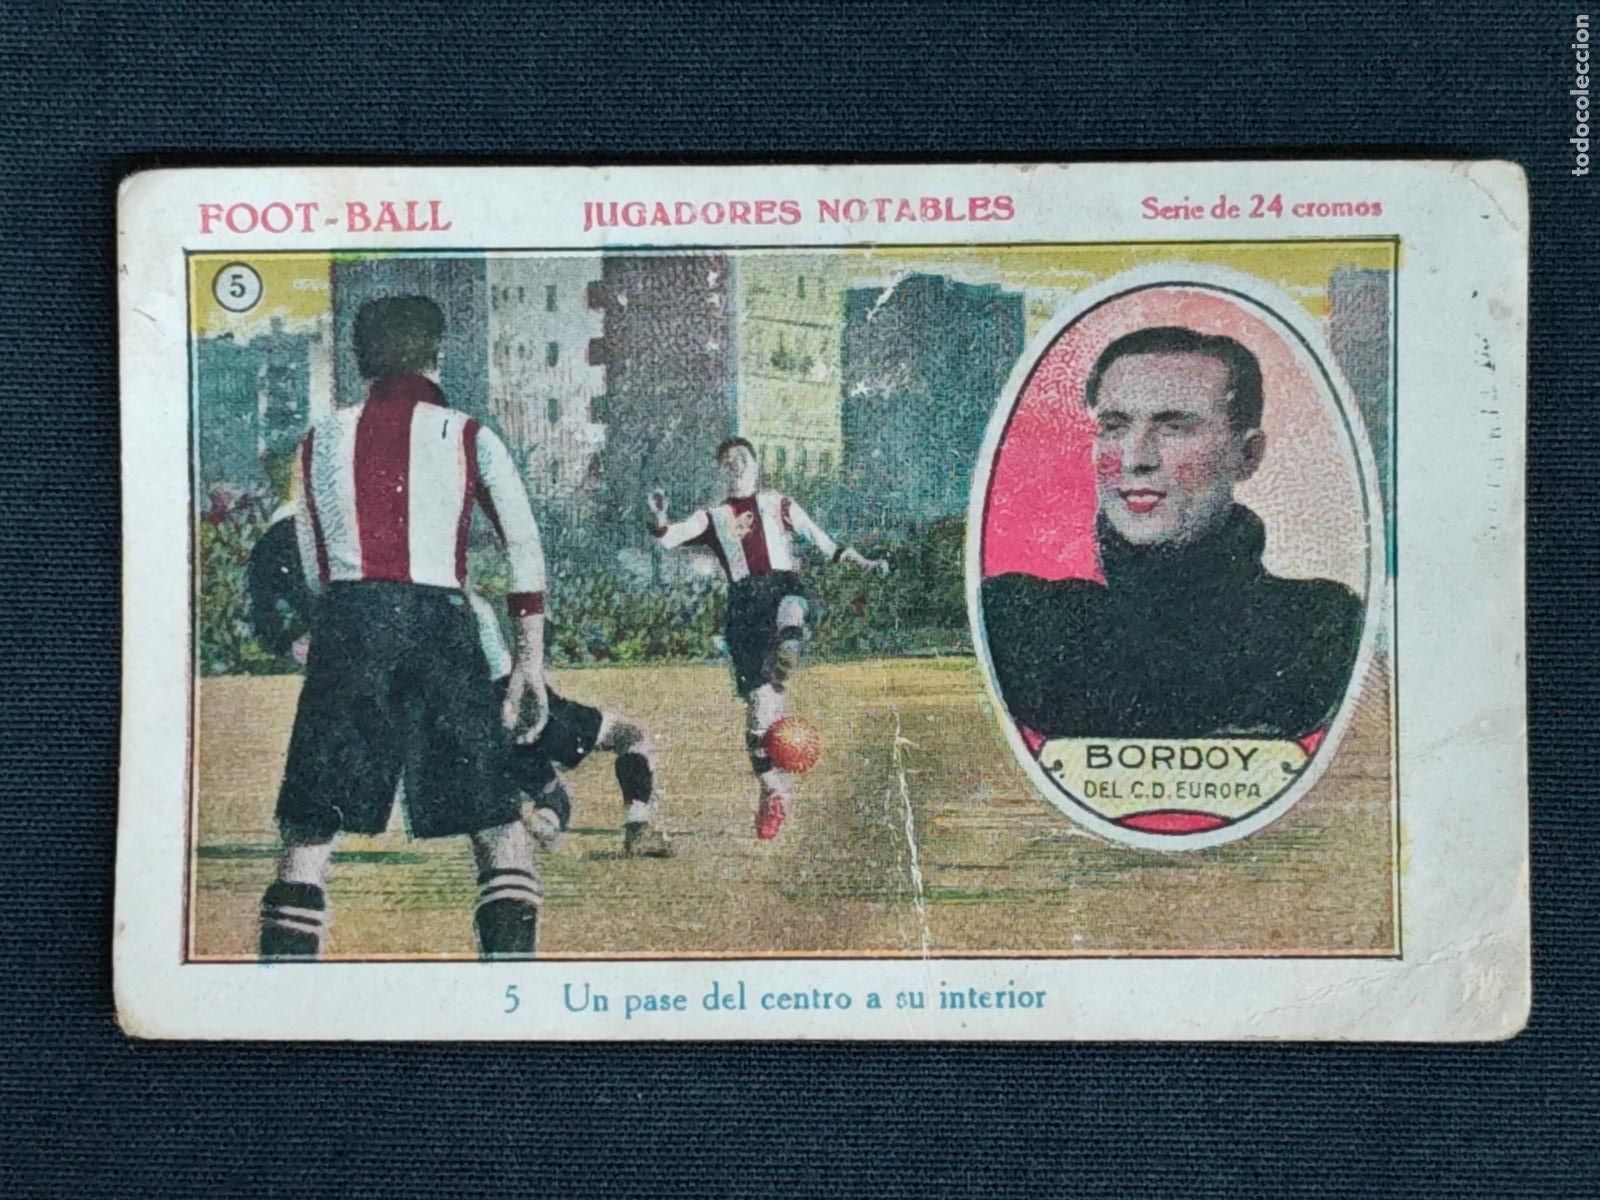 FOOT-BALL JUGADORES NOTABLES Serie de 24 cromos
5
BORDOY
DEL C.D. EUROPA
5 Un pase del centro a su interior
todocoleccion